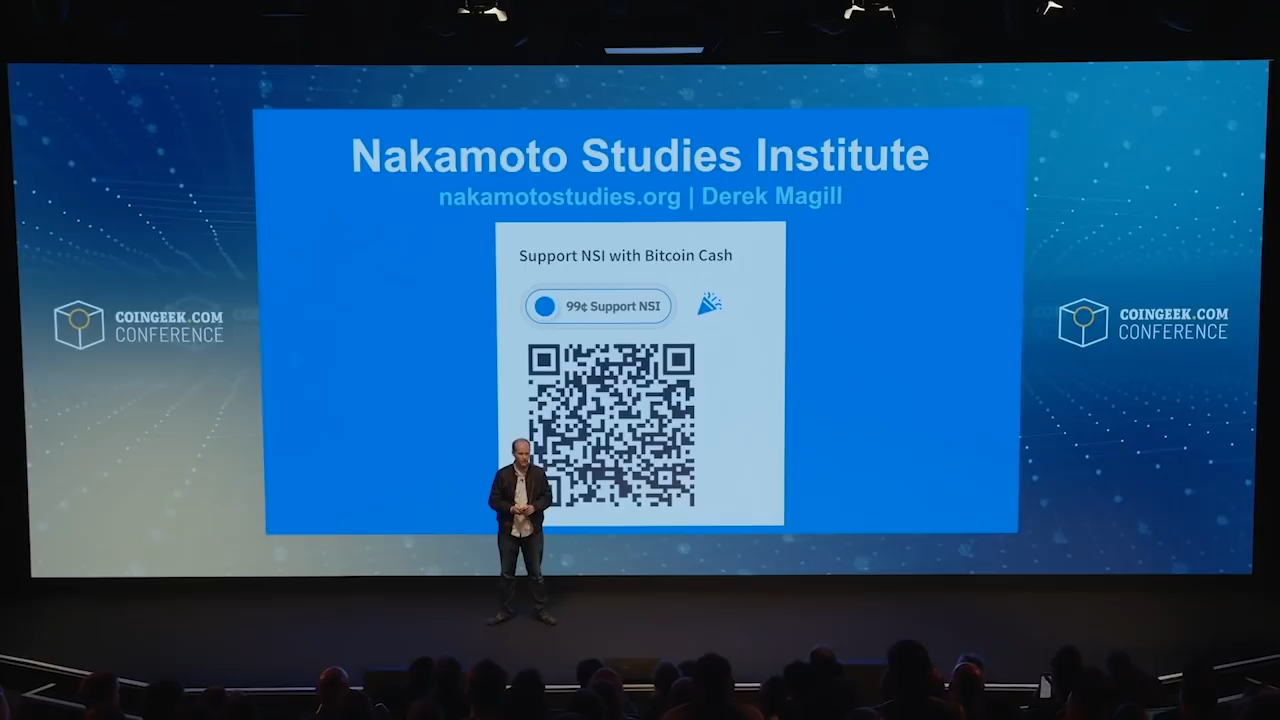 Nakamoto Studies Institute
nakamotostudies.org | Derek Magill
Support NSI with Bitcoin Cash
99¢ Support NSI
COINGEEK.COM
CONFERENCE
COINGEEK.COM
CONFERENCE